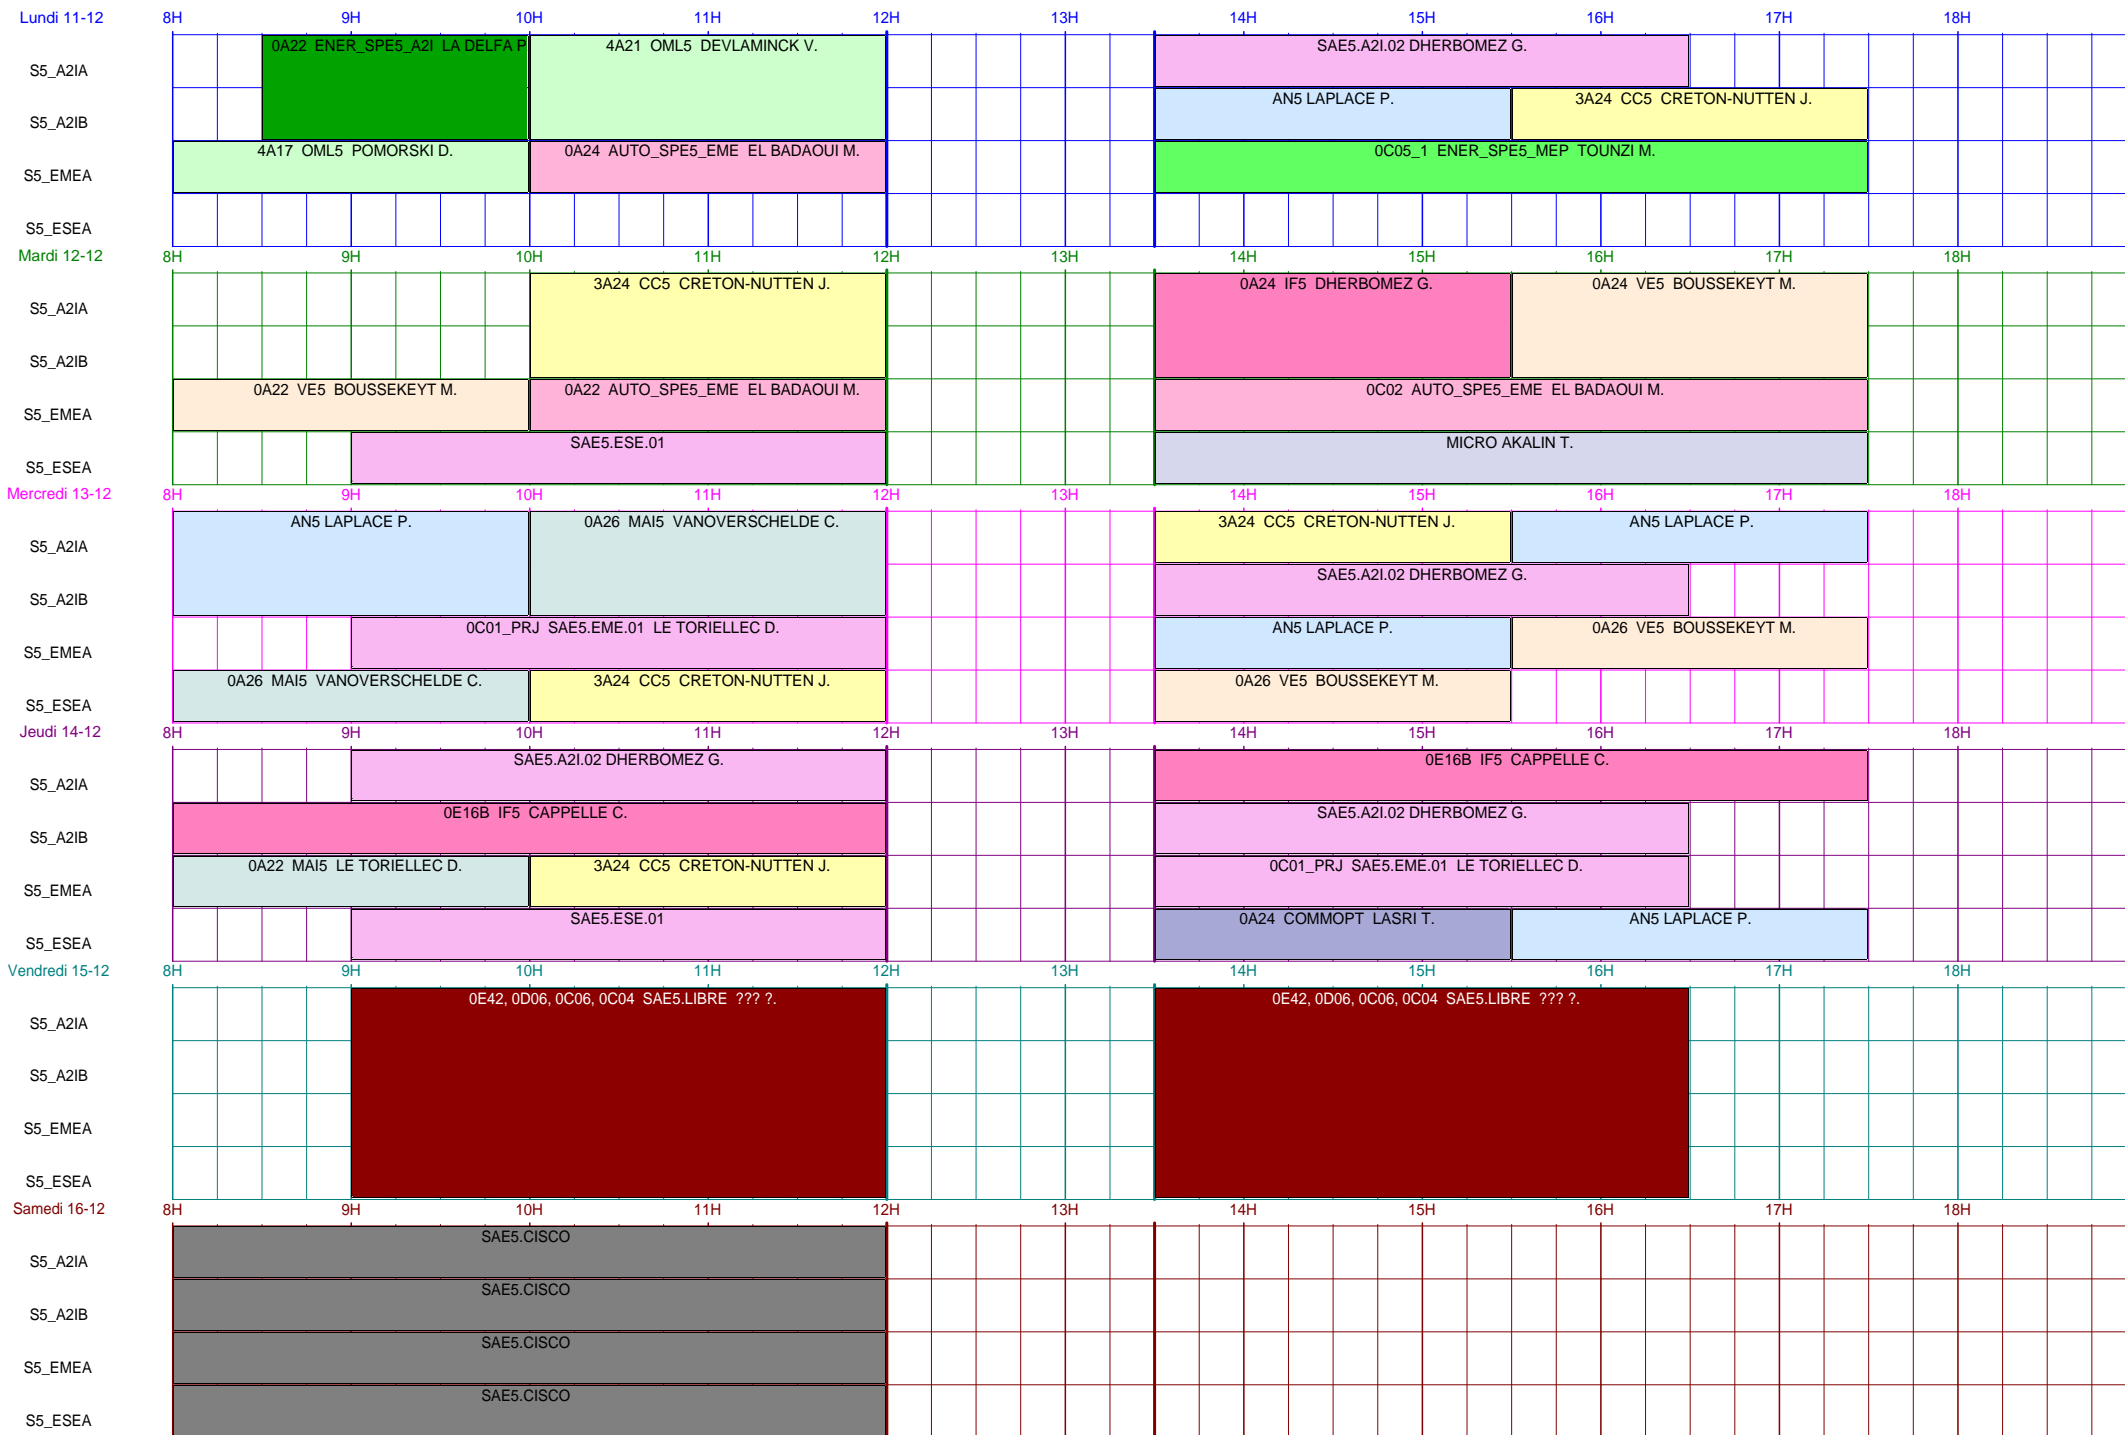 Lundi 11-12 8H 9H 10H 11H 12H 13H 14H 15H 16H 17H 18H
0A22 ENER_SPE5_A2I LA DELFA P 4A21 OML5 DEVLAMINCK V. SAE5.A2I.02 DHERBOMEZ G.
S5_A2IA
AN5 LAPLACE P. 3A24 CC5 CRETON-NUTTEN J.
S5_A2IB
4A17 OML5 POMORSKI D. 0A24 AUTO_SPE5_EME EL BADAOUI M. 0C05_1 ENER_SPE5_MEP TOUNZI M.
S5_EMEA
S5_ESEA
Mardi 12-12 8H 9H 10H 11H 12H 13H 14H 15H 16H 17H 18H
3A24 CC5 CRETON-NUTTEN J. 0A24 IF5 DHERBOMEZ G. 0A24 VE5 BOUSSEKEYT M.
S5_A2IA
S5_A2IB
0A22 VE5 BOUSSEKEYT M. 0A22 AUTO_SPE5_EME EL BADAOUI M. 0C02 AUTO_SPE5_EME EL BADAOUI M.
S5_EMEA
SAE5.ESE.01 MICRO AKALIN T.
S5_ESEA
Mercredi 13-12 8H 9H 10H 11H 12H 13H 14H 15H 16H 17H 18H
AN5 LAPLACE P. 0A26 MAI5 VANOVERSCHELDE C. 3A24 CC5 CRETON-NUTTEN J. AN5 LAPLACE P.
S5_A2IA
SAE5.A2I.02 DHERBOMEZ G.
S5_A2IB
0C01_PRJ SAE5.EME.01 LE TORIELLEC D. AN5 LAPLACE P. 0A26 VE5 BOUSSEKEYT M.
S5_EMEA
0A26 MAI5 VANOVERSCHELDE C. 3A24 CC5 CRETON-NUTTEN J. 0A26 VE5 BOUSSEKEYT M.
S5_ESEA
Jeudi 14-12 8H 9H 10H 11H 12H 13H 14H 15H 16H 17H 18H
SAE5.A2I.02 DHERBOMEZ G. 0E16B IF5 CAPPELLE C.
S5_A2IA
0E16B IF5 CAPPELLE C. SAE5.A2I.02 DHERBOMEZ G.
S5_A2IB
0A22 MAI5 LE TORIELLEC D. 3A24 CC5 CRETON-NUTTEN J. 0C01_PRJ SAE5.EME.01 LE TORIELLEC D.
S5_EMEA
SAE5.ESE.01 0A24 COMMOPT LASRI T. AN5 LAPLACE P.
S5_ESEA
Vendredi 15-12 8H 9H 10H 11H 12H 13H 14H 15H 16H 17H 18H
0E42, 0D06, 0C06, 0C04 SAE5.LIBRE ??? ?. 0E42, 0D06, 0C06, 0C04 SAE5.LIBRE ??? ?.
S5_A2IA
S5_A2IB
S5_EMEA
S5_ESEA
Samedi 16-12 8H 9H 10H 11H 12H 13H 14H 15H 16H 17H 18H
SAE5.CISCO
S5_A2IA
SAE5.CISCO
S5_A2IB
SAE5.CISCO
S5_EMEA
SAE5.CISCO
S5_ESEA